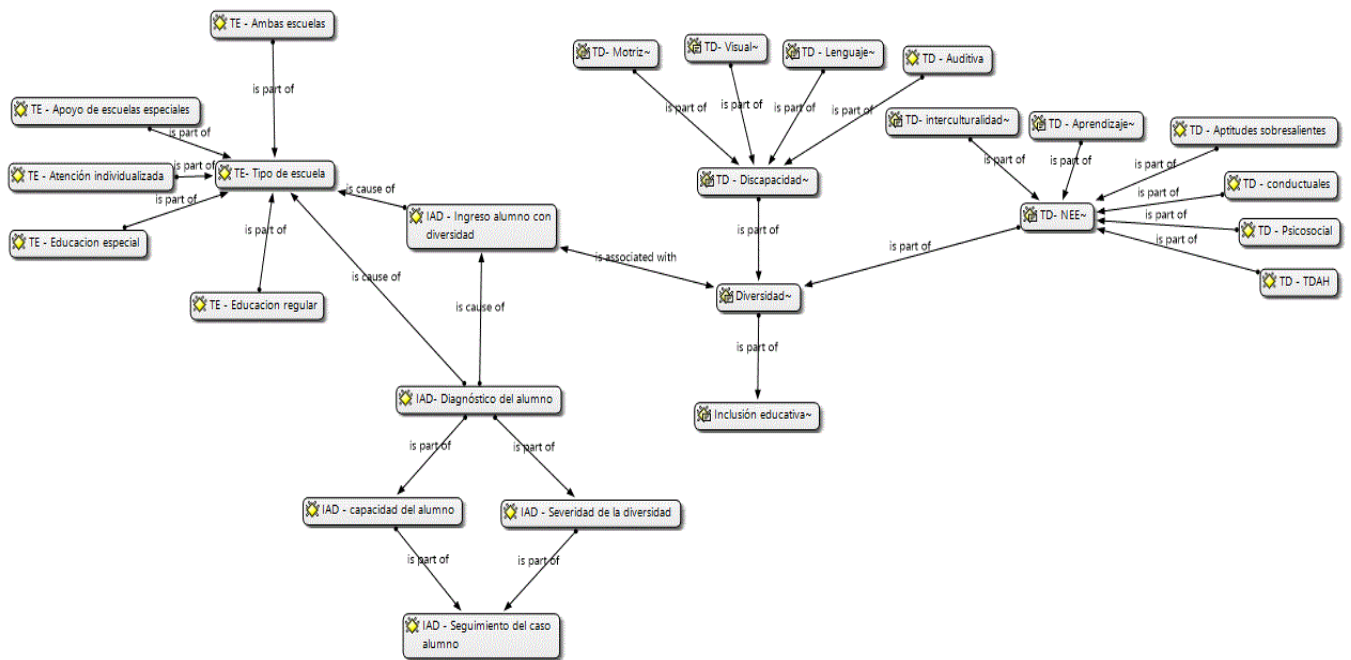 TE - Ambas escuelas
TD- Motriz~
TD- Visual~
TD - Lenguaje~
TD - Auditiva
is part of
is part of
is part of
is part of
is part of
TE - Apoyo de escuelas especiales
is part of
TD- interculturalidad~
TD - Aprendizaje~
TD - Aptitudes sobresalientes
is part of
is part of
is part of
TE - Atención individualizada
is part of
TE- Tipo de escuela
TD - Discapacidad~
TD - conductuales
is part of
is cause of
IAD - Ingreso alumno con
diversidad
TD- NEE~
is part of
TD - Psicosocial
TE - Educacion especial
is part of
is part of
is part of
is part of
is part of
is associated with
TD - TDAH
is cause of
Diversidad~
TE - Educacion regular
is cause of
is part of
IAD- Diagnóstico del alumno
Inclusión educativa~
is part of
is part of
IAD - capacidad del alumno
IAD - Severidad de la diversidad
is part of
is part of
IAD - Seguimiento del caso
alumno